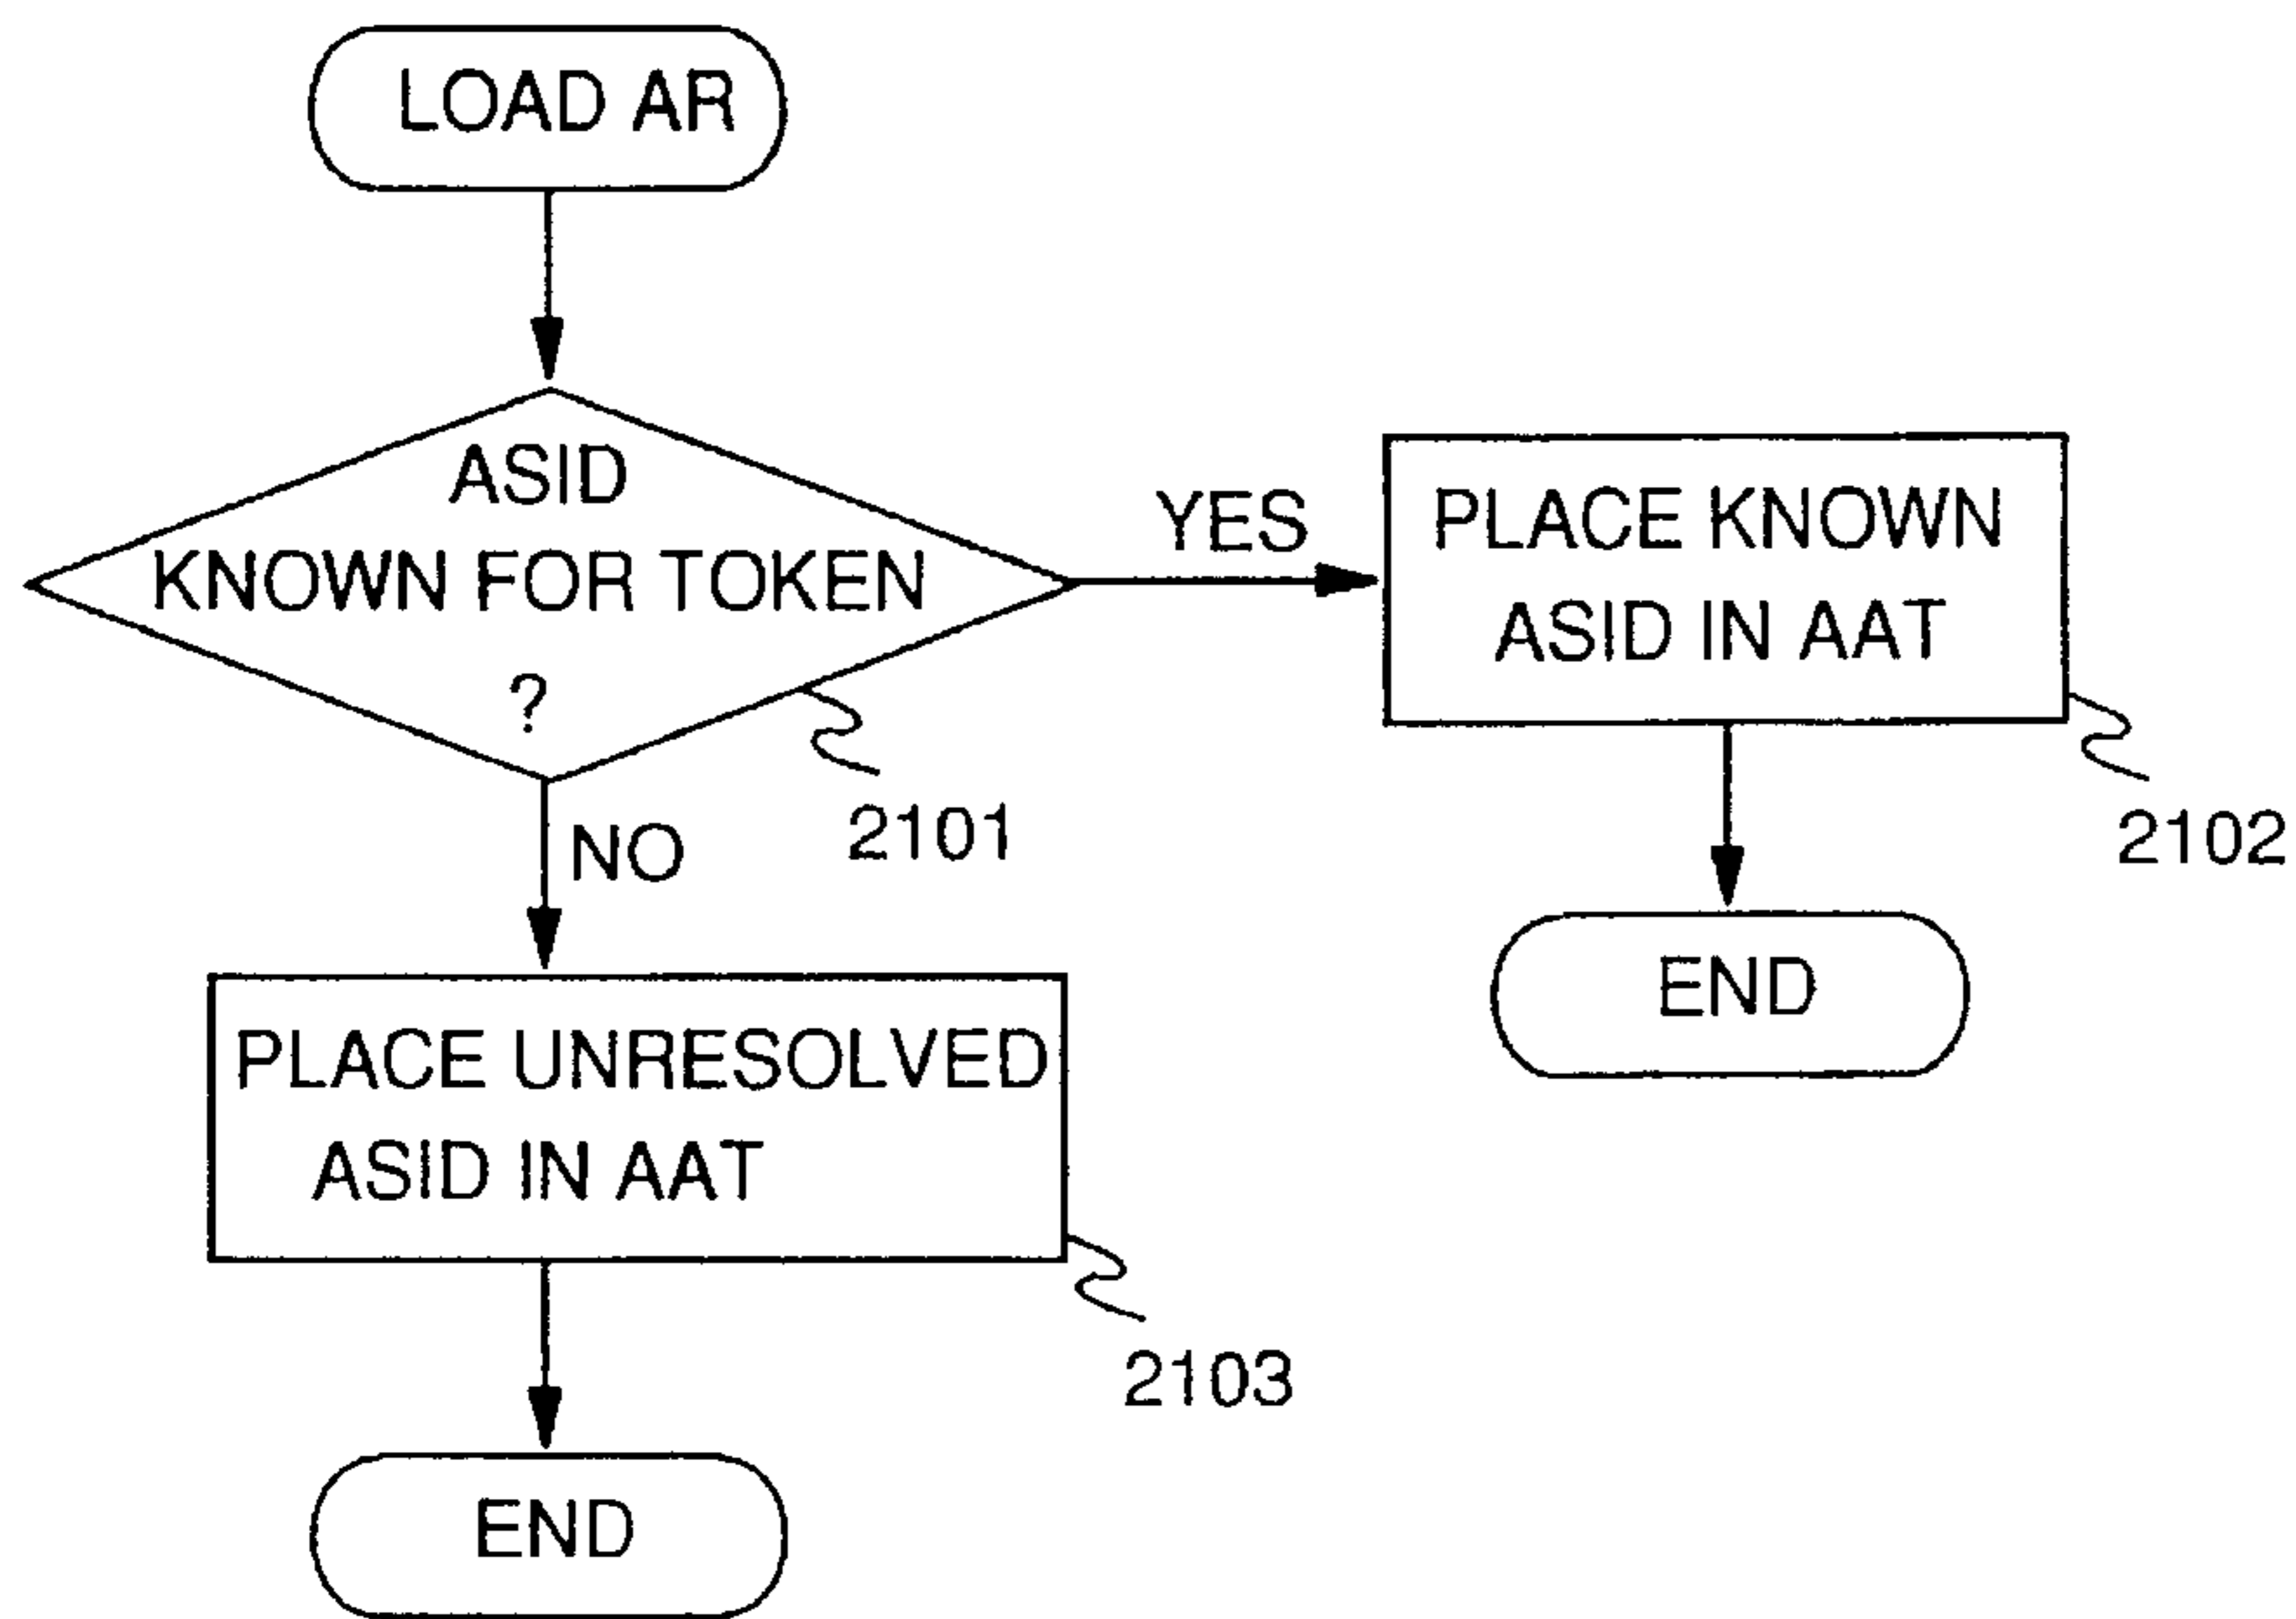 LOAD AR
ASID
KNOWN FOR TOKEN
?
2101
YES
PLACE KNOWN
ASID IN AAT
2102
END
NO
PLACE UNRESOLVED
ASID IN AAT
2103
END